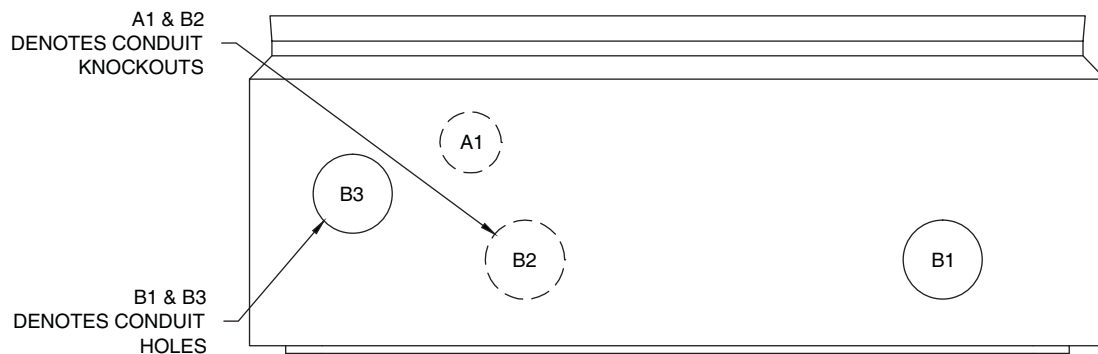 A1 & B2
DENOTES CONDUIT
KNOCKOUTS
A1
B3
B2
B1
B1 & B3
DENOTES CONDUIT
HOLES